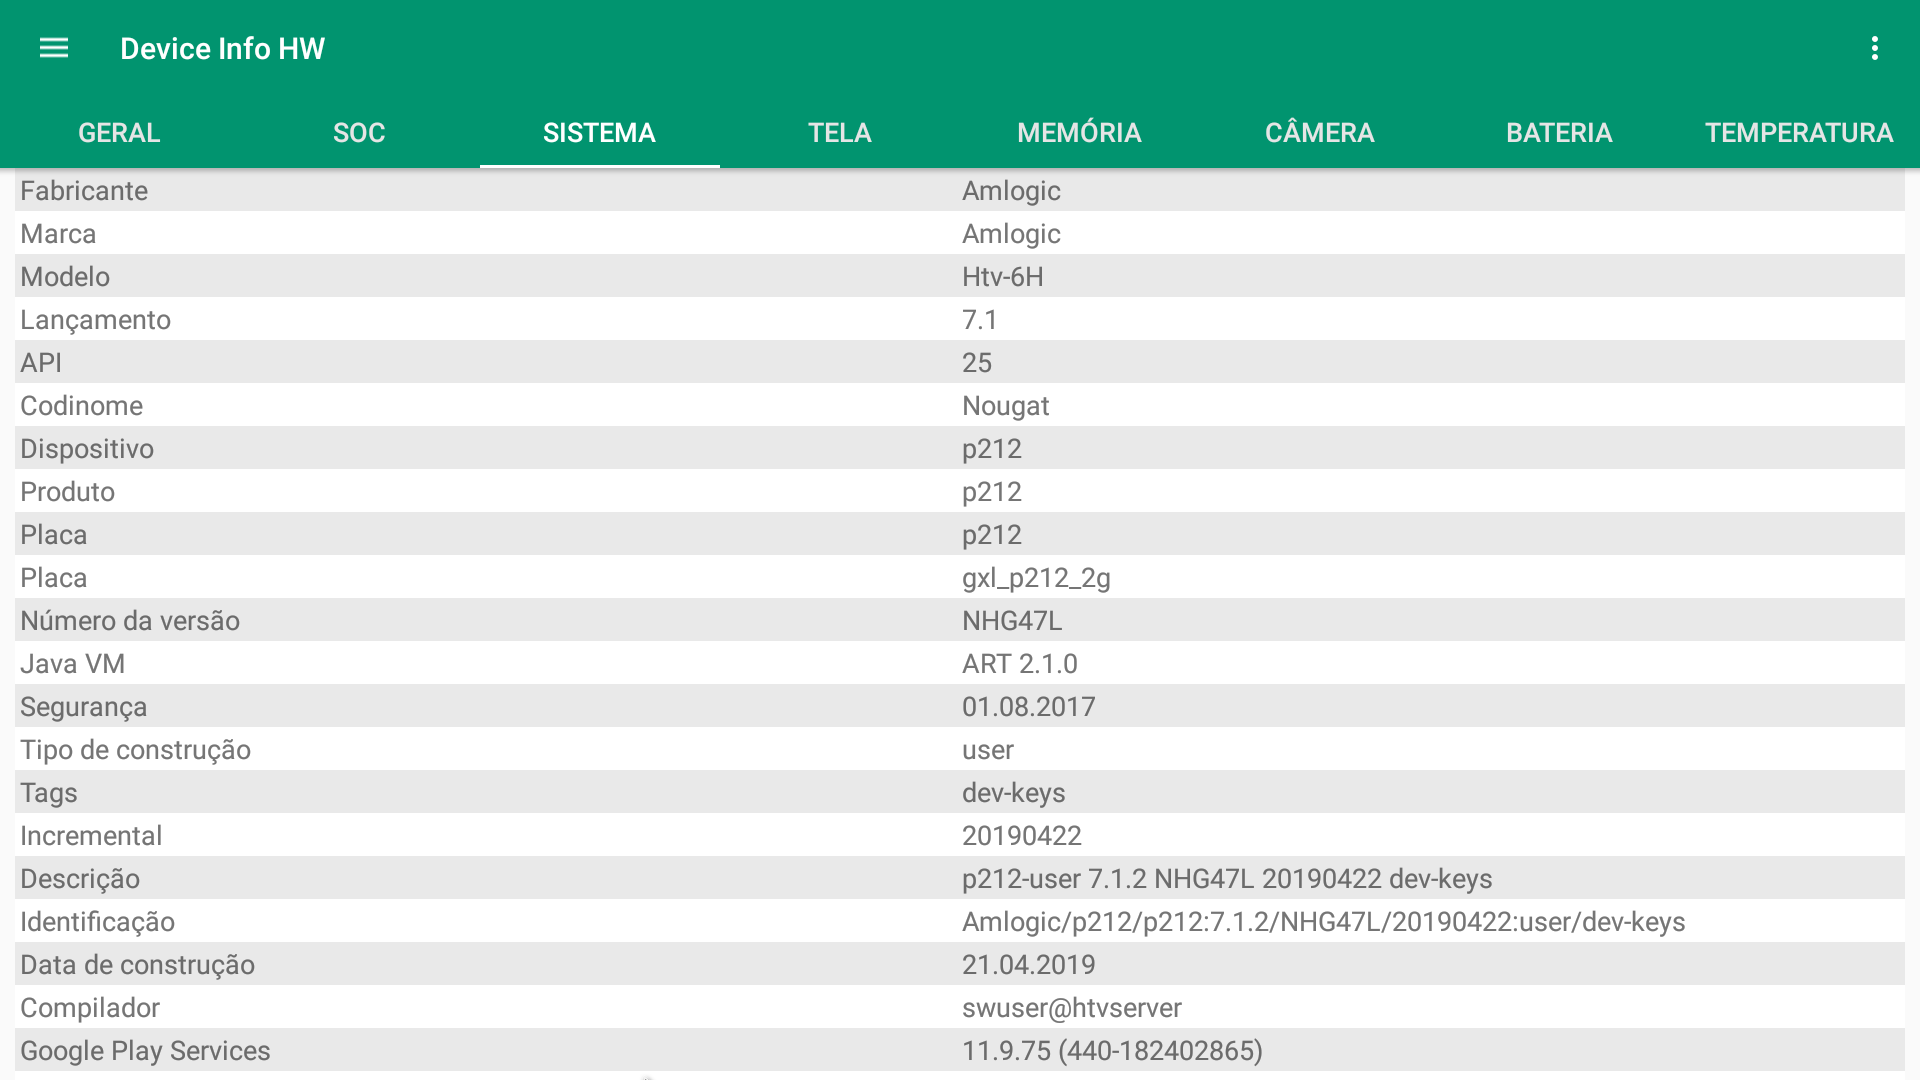 Device Info HW
GERAL SOC SISTEMA TELA MEMÓRIA CÂMERA BATERIA TEMPERATURA
Fabricante Amlogic
Marca Amlogic
Modelo Htv-6H
Lançamento 7.1
API 25
Codinome Nougat
Dispositivo p212
Produto p212
Placa p212
Placa gxl_p212_2g
Número da versão NHG47L
Java VM ART 2.1.0
Segurança 01.08.2017
Tipo de construção user
Tags dev-keys
Incremental 20190422
Descrição p212-user 7.1.2 NHG47L 20190422 dev-keys
Identificação Amlogic/p212/p212:7.1.2/NHG47L/20190422:user/dev-keys
Data de construção 21.04.2019
Compilador swuser@htvserver
Google Play Services 11.9.75 (440-182402865)